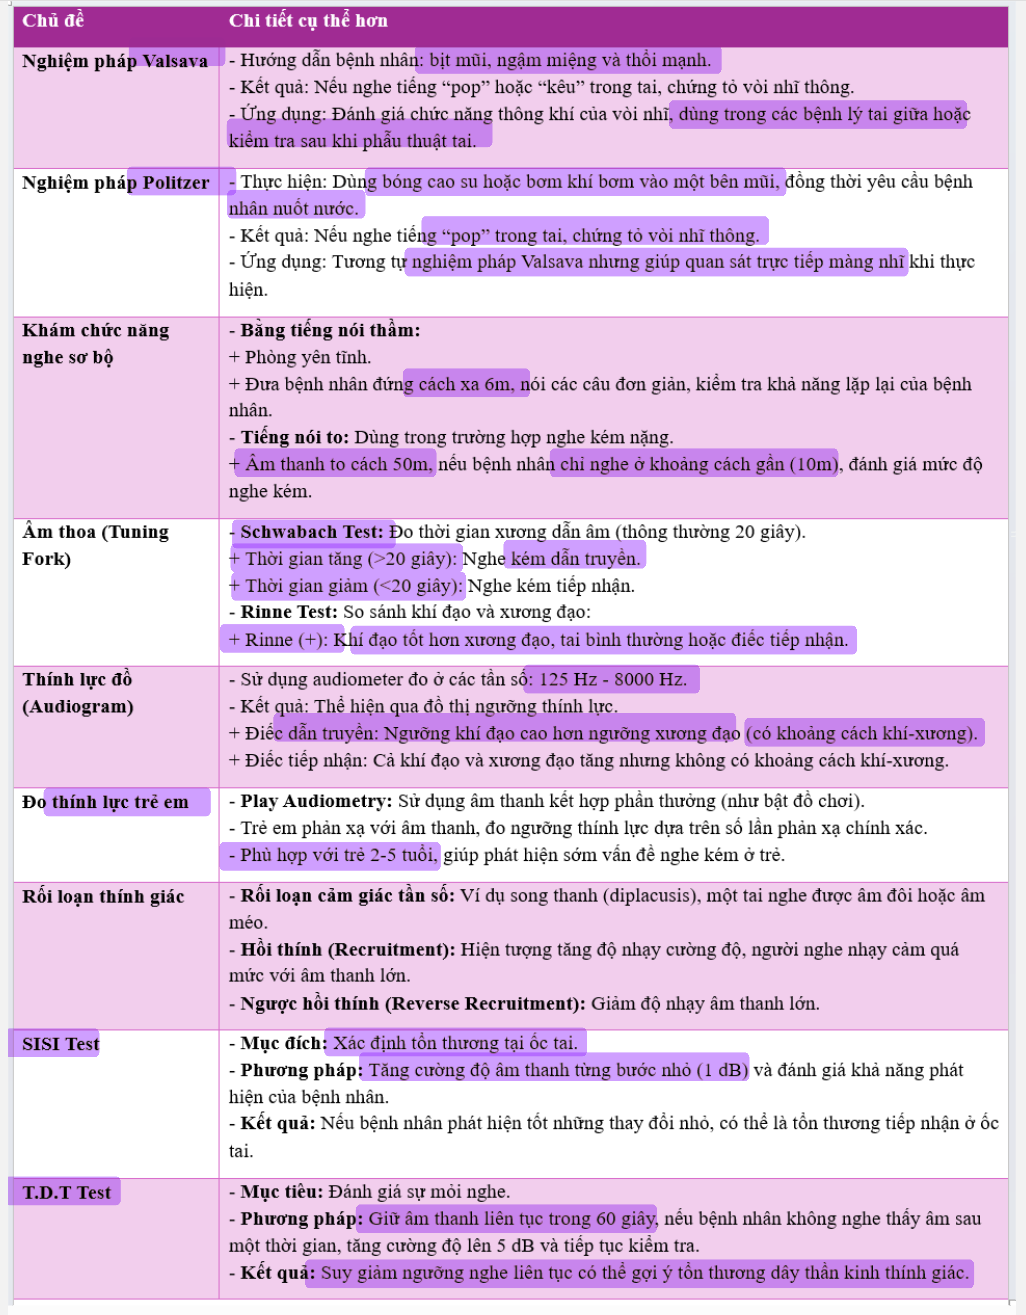 Chủ đề
Chi tiết cụ thể hơn
Nghiệm pháp Valsava
- Hướng dẫn bệnh nhân: bịt mũi, ngậm miệng và thổi mạnh.
- Kết quả: Nếu nghe tiếng “pop” hoặc “kêu” trong tai, chứng tỏ vòi nhĩ thông.
- Ứng dụng: Đánh giá chức năng thông khí của vòi nhĩ, dùng trong các bệnh lý tai giữa hoặc
kiểm tra sau khi phẫu thuật tai.
Nghiệm pháp Politzer
- Thực hiện: Dùng bóng cao su hoặc bơm khí bơm vào một bên mũi, đồng thời yêu cầu bệnh
nhân nuốt nước.
- Kết quả: Nếu nghe tiếng “pop” trong tai, chứng tỏ vòi nhĩ thông.
- Ứng dụng: Tương tự nghiệm pháp Valsava nhưng giúp quan sát trực tiếp màng nhĩ khi thực
hiện.
Khám chức năng
nghe sơ bộ
- Bằng tiếng nói thầm:
+ Phòng yên tĩnh.
+ Đưa bệnh nhân đứng cách xa 6m, nói các câu đơn giản, kiểm tra khả năng lặp lại của bệnh
nhân.
- Tiếng nói to: Dùng trong trường hợp nghe kém nặng.
+ Âm thanh to cách 50m, nếu bệnh nhân chỉ nghe ở khoảng cách gần (10m), đánh giá mức độ
nghe kém.
Âm thoa (Tuning
Fork)
- Schwabach Test: Đo thời gian xương dẫn âm (thông thường 20 giây).
+ Thời gian tăng (>20 giây): Nghe kém dẫn truyền.
+ Thời gian giảm (<20 giây): Nghe kém tiếp nhận.
- Rinne Test: So sánh khí đạo và xương đạo:
+ Rinne (+): Khí đạo tốt hơn xương đạo, tai bình thường hoặc điếc tiếp nhận.
Thính lực đồ
(Audiogram)
- Sử dụng audiometer đo ở các tần số: 125 Hz - 8000 Hz.
- Kết quả: Thể hiện qua đồ thị ngưỡng thính lực.
+ Điếc dẫn truyền: Ngưỡng khí đạo cao hơn ngưỡng xương đạo (có khoảng cách khí-xương).
+ Điếc tiếp nhận: Cả khí đạo và xương đạo tăng nhưng không có khoảng cách khí-xương.
Đo thính lực trẻ em
- Play Audiometry: Sử dụng âm thanh kết hợp phần thưởng (như bật đồ chơi).
- Trẻ em phản xạ với âm thanh, đo ngưỡng thính lực dựa trên số lần phản xạ chính xác.
- Phù hợp với trẻ 2-5 tuổi, giúp phát hiện sớm vấn đề nghe kém ở trẻ.
Rối loạn thính giác
- Rối loạn cảm giác tần số: Ví dụ song thanh (diplacusis), một tai nghe được âm đôi hoặc âm
méo.
- Hồi thính (Recruitment): Hiện tượng tăng độ nhạy cường độ, người nghe nhạy cảm quá
mức với âm thanh lớn.
- Ngược hồi thính (Reverse Recruitment): Giảm độ nhạy âm thanh lớn.
SISI Test
- Mục đích: Xác định tổn thương tại ốc tai.
- Phương pháp: Tăng cường độ âm thanh từng bước nhỏ (1 dB) và đánh giá khả năng phát
hiện của bệnh nhân.
- Kết quả: Nếu bệnh nhân phát hiện tốt những thay đổi nhỏ, có thể là tổn thương tiếp nhận ở ốc
tai.
T.D.T Test
- Mục tiêu: Đánh giá sự mỏi nghe.
- Phương pháp: Giữ âm thanh liên tục trong 60 giây, nếu bệnh nhân không nghe thấy âm sau
một thời gian, tăng cường độ lên 5 dB và tiếp tục kiểm tra.
- Kết quả: Suy giảm ngưỡng nghe liên tục có thể gợi ý tổn thương dây thần kinh thính giác.